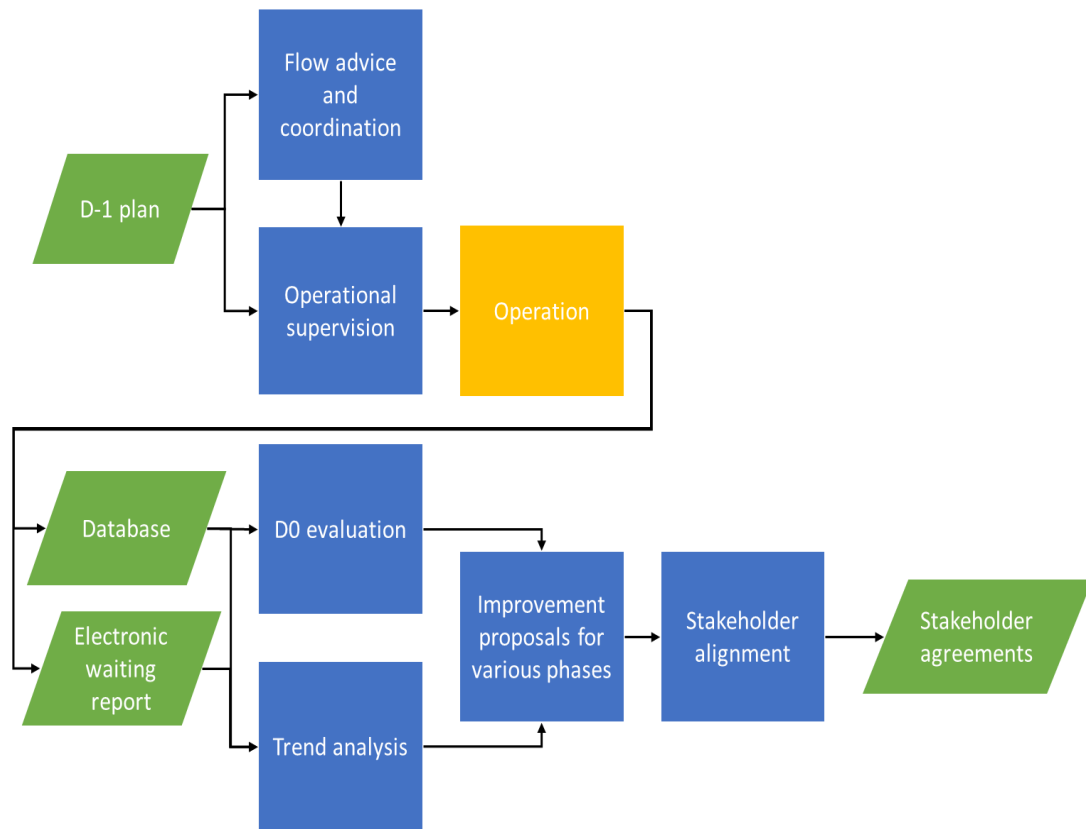 Flow advice
and
coordination
D-1 plan
Operational
supervision
Operation
Database
D0 evaluation
Electronic
waiting
report
Improvement
proposals for
various phases
Stakeholder
alignment
Stakeholder
agreements
Trend analysis